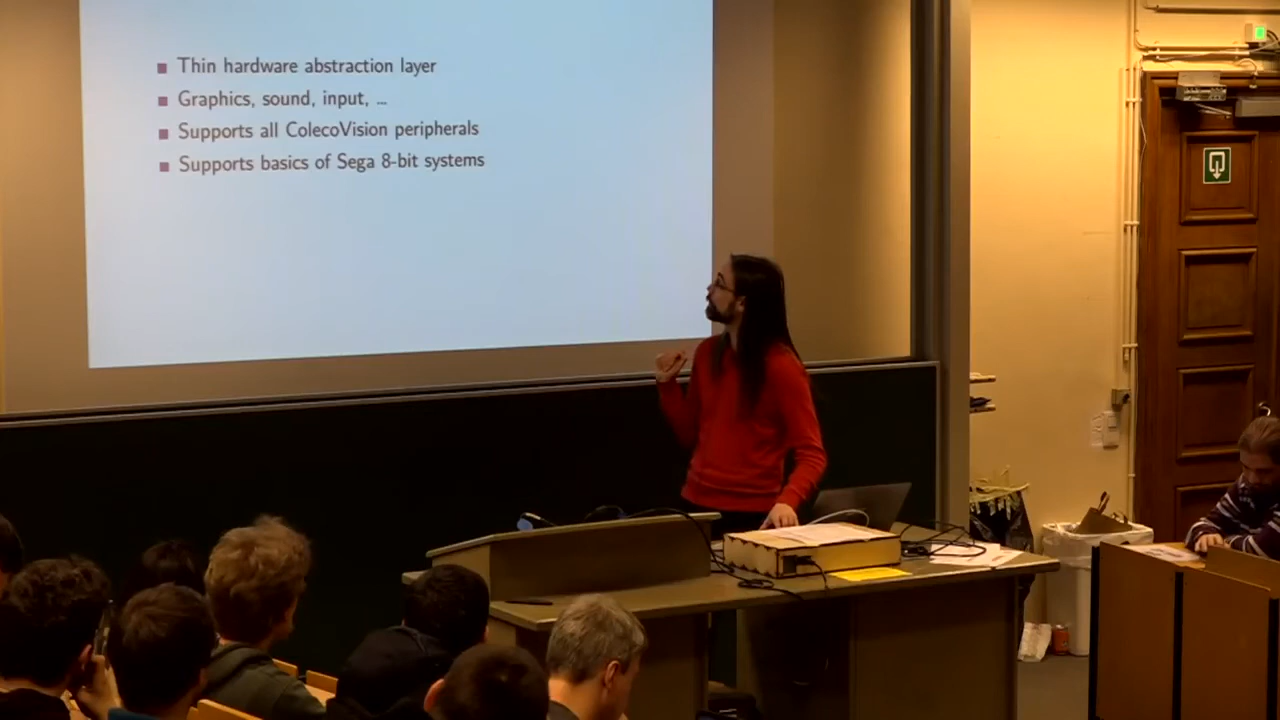 Thin hardware abstraction layer
Graphics, sound, input, ...
Supports all ColecoVision peripherals
Supports basics of Sega 8-bit systems